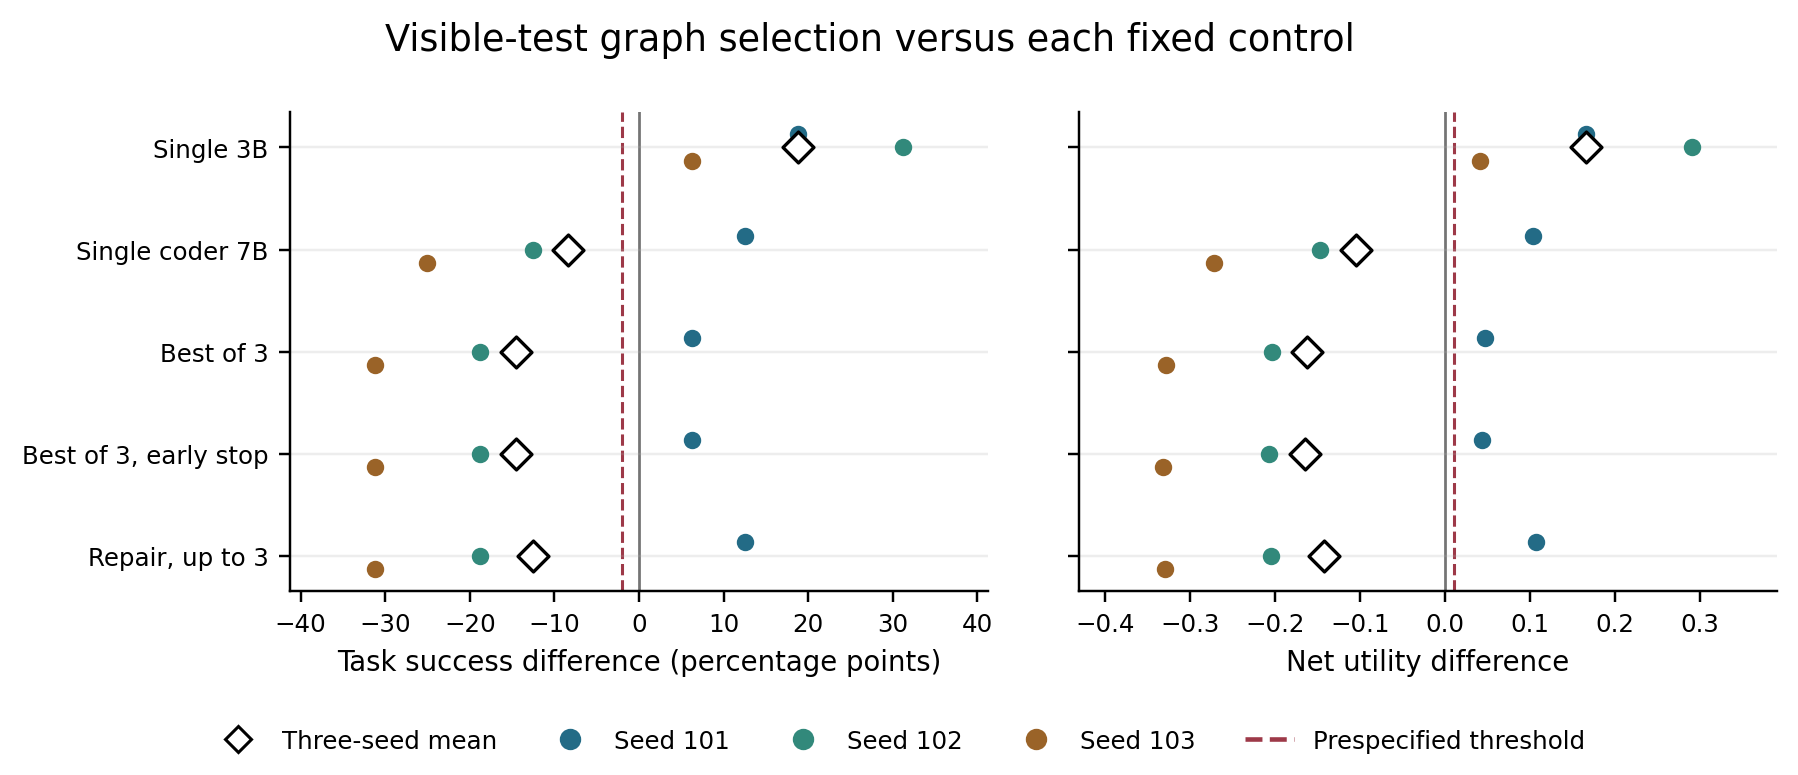 Visible-test graph selection versus each fixed control
Single 3B
Single coder 7B
Best of 3
Best of 3, early stop
Repair, up to 3
−40 −30 −20 −10 0 10 20 30 40
Task success difference (percentage points)
−0.4 −0.3 −0.2 −0.1 0.0 0.1 0.2 0.3
Net utility difference
Three-seed mean Seed 101 Seed 102 Seed 103 Prespecified threshold